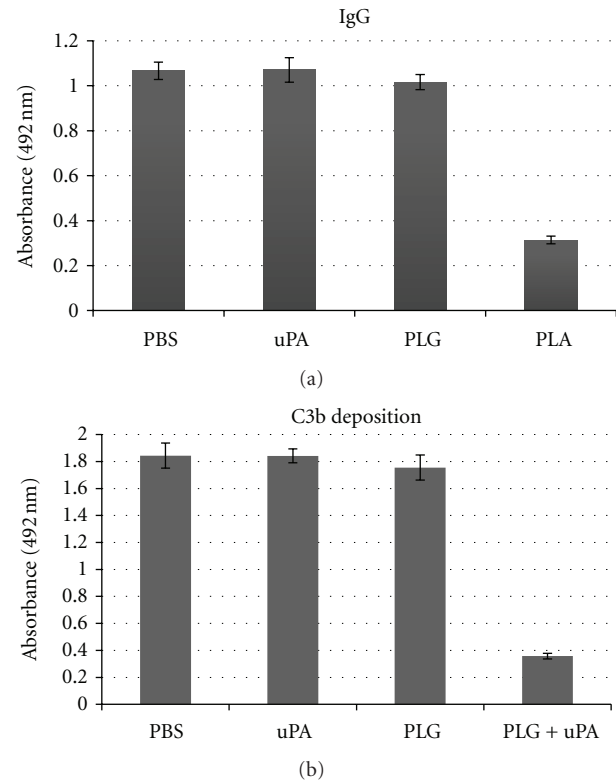 IgG
Absorbance (492 nm)
1.2
1
0.8
0.6
0.4
0.2
0
PBS uPA PLG PLA
(a)
C3b deposition
Absorbance (492 nm)
2
1.8
1.6
1.4
1.2
1
0.8
0.6
0.4
0.2
0
PBS uPA PLG PLG + uPA
(b)